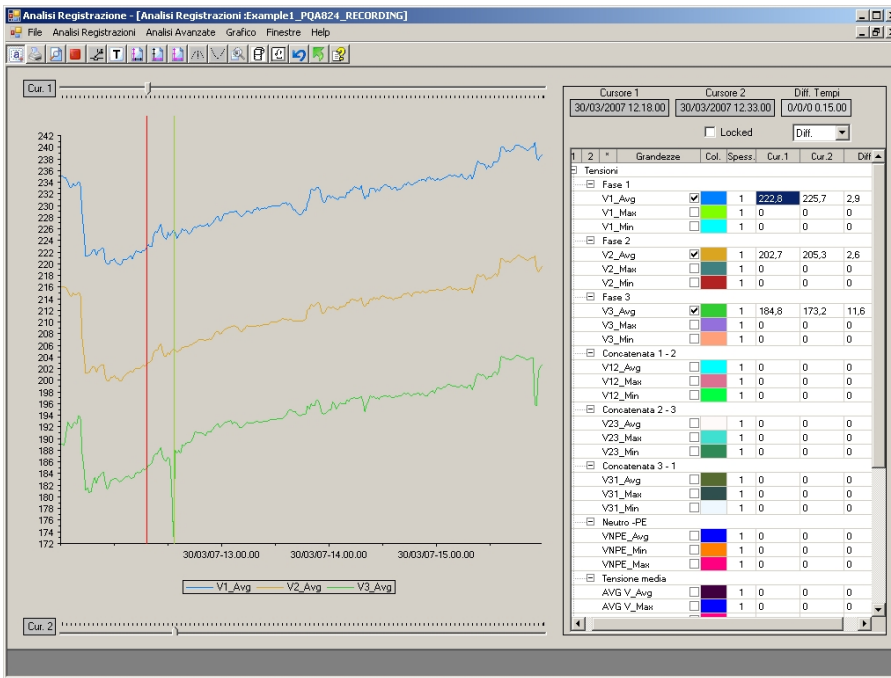 Analisi Registrazione - [Analisi Registrazioni :Example1_PQA824_RECORDING]
File Analisi Registrazioni Analisi Avanzate Grafico Finestre Help
Cur. 1
242
240
238
236
234
232
230
228
226
224
222
220
218
216
214
212
210
208
206
204
202
200
198
196
194
192
190
188
186
184
182
180
178
176
174
172
30/03/07-13.00.00 30/03/07-14.00.00 30/03/07-15.00.00
V1_Avg V2_Avg V3_Avg
Cur. 2
Cursore 1 Cursore 2 Diff. Tempi
30/03/2007 12.18.00 30/03/2007 12.33.00 0/0/0 0.15.00
Locked Diff.
1 2 * Grandezze Col. Spess. Cur.1 Cur.2 Diff
Tensioni
Fase 1
V1_Avg 1 222,8 225,7 2,9
V1_Max 1 0 0 0
V1_Min 1 0 0 0
Fase 2
V2_Avg 1 202,7 205,3 2,6
V2_Max 1 0 0 0
V2_Min 1 0 0 0
Fase 3
V3_Avg 1 184,8 173,2 11,6
V3_Max 1 0 0 0
V3_Min 1 0 0 0
Concatenata 1 - 2
V12_Avg 1 0 0 0
V12_Max 1 0 0 0
V12_Min 1 0 0 0
Concatenata 2 - 3
V23_Avg 1 0 0 0
V23_Max 1 0 0 0
V23_Min 1 0 0 0
Concatenata 3 - 1
V31_Avg 1 0 0 0
V31_Max 1 0 0 0
V31_Min 1 0 0 0
Neutro -PE
VNPE_Avg 1 0 0 0
VNPE_Min 1 0 0 0
VNPE_Max 1 0 0 0
Tensione media
AVG V_Avg 1 0 0 0
AVG V_Max 1 0 0 0